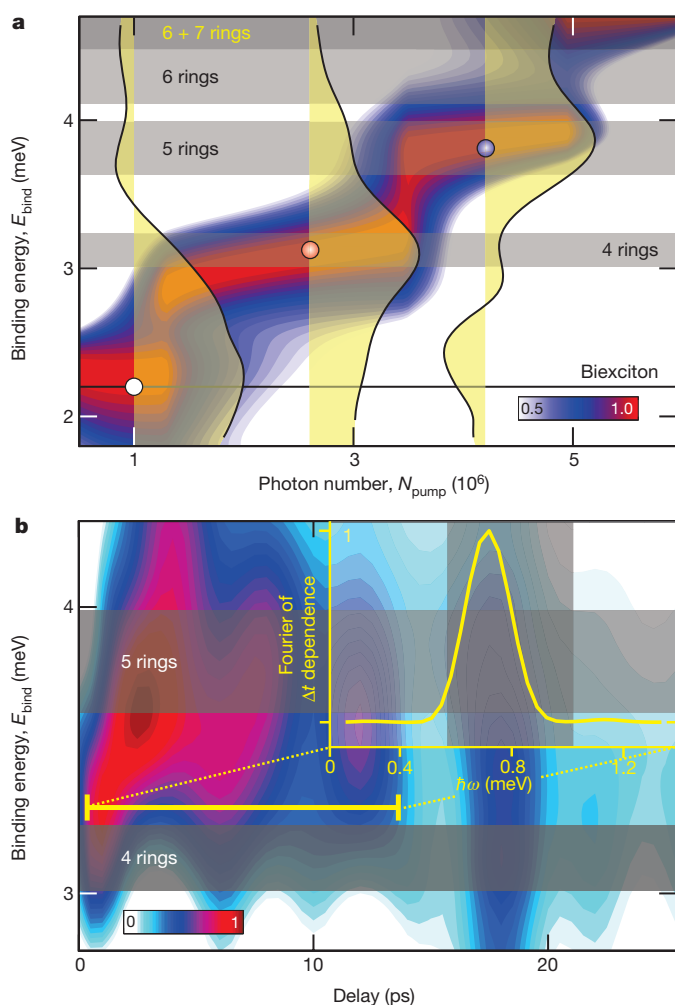 a
6 + 7 rings
6 rings
4
5 rings
4 rings
3
Biexciton
2
0.5 1.0
1 3 5
Binding energy, E_bind (meV)
Photon number, N_pump (10⁶)
b
1
4
Fourier of
Δt dependence
5 rings
0 0.4 0.8 1.2
ħω (meV)
4 rings
3
0 1
0 10 20
Binding energy, E_bind (meV)
Delay (ps)